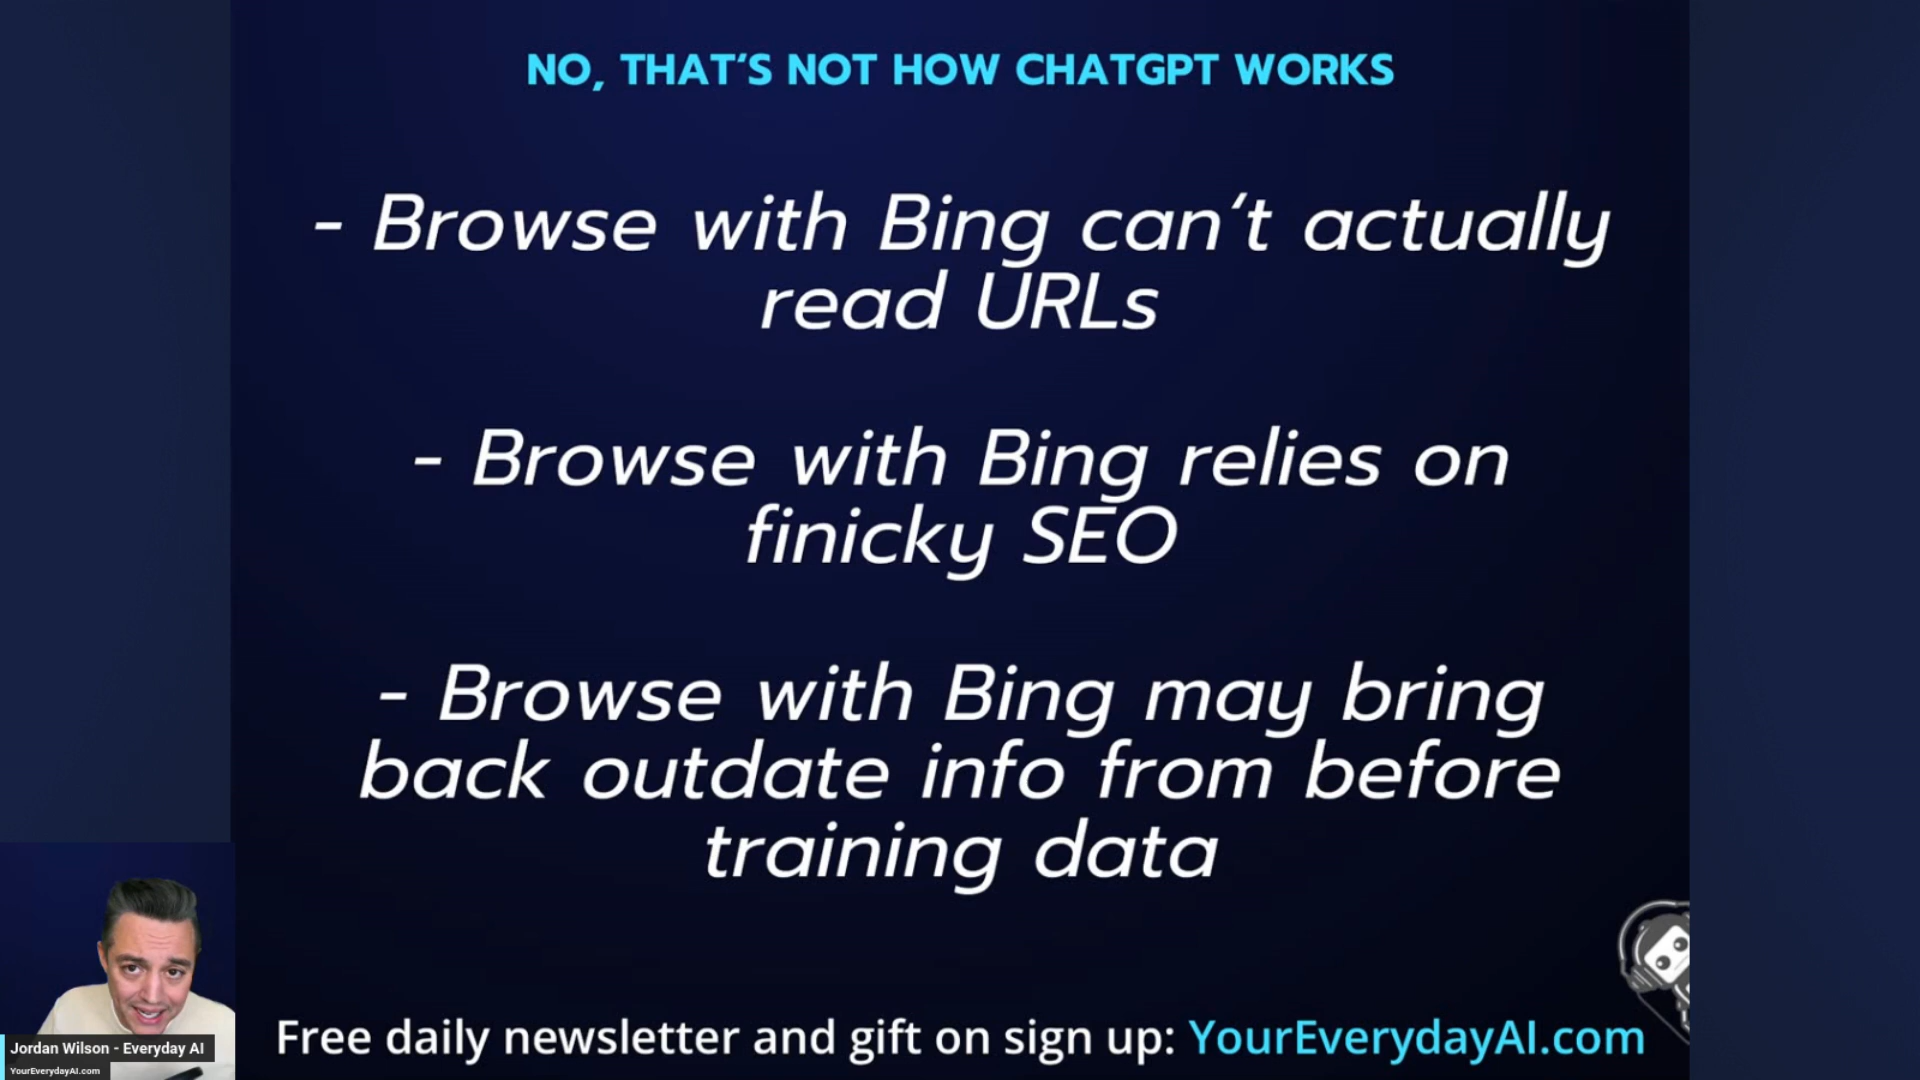 NO, THAT’S NOT HOW CHATGPT WORKS
- Browse with Bing can’t actually
read URLs
- Browse with Bing relies on
finicky SEO
- Browse with Bing may bring
back outdate info from before
training data
Free daily newsletter and gift on sign up: YourEverydayAI.com
Jordan Wilson - Everyday AI
YourEverydayAI.com